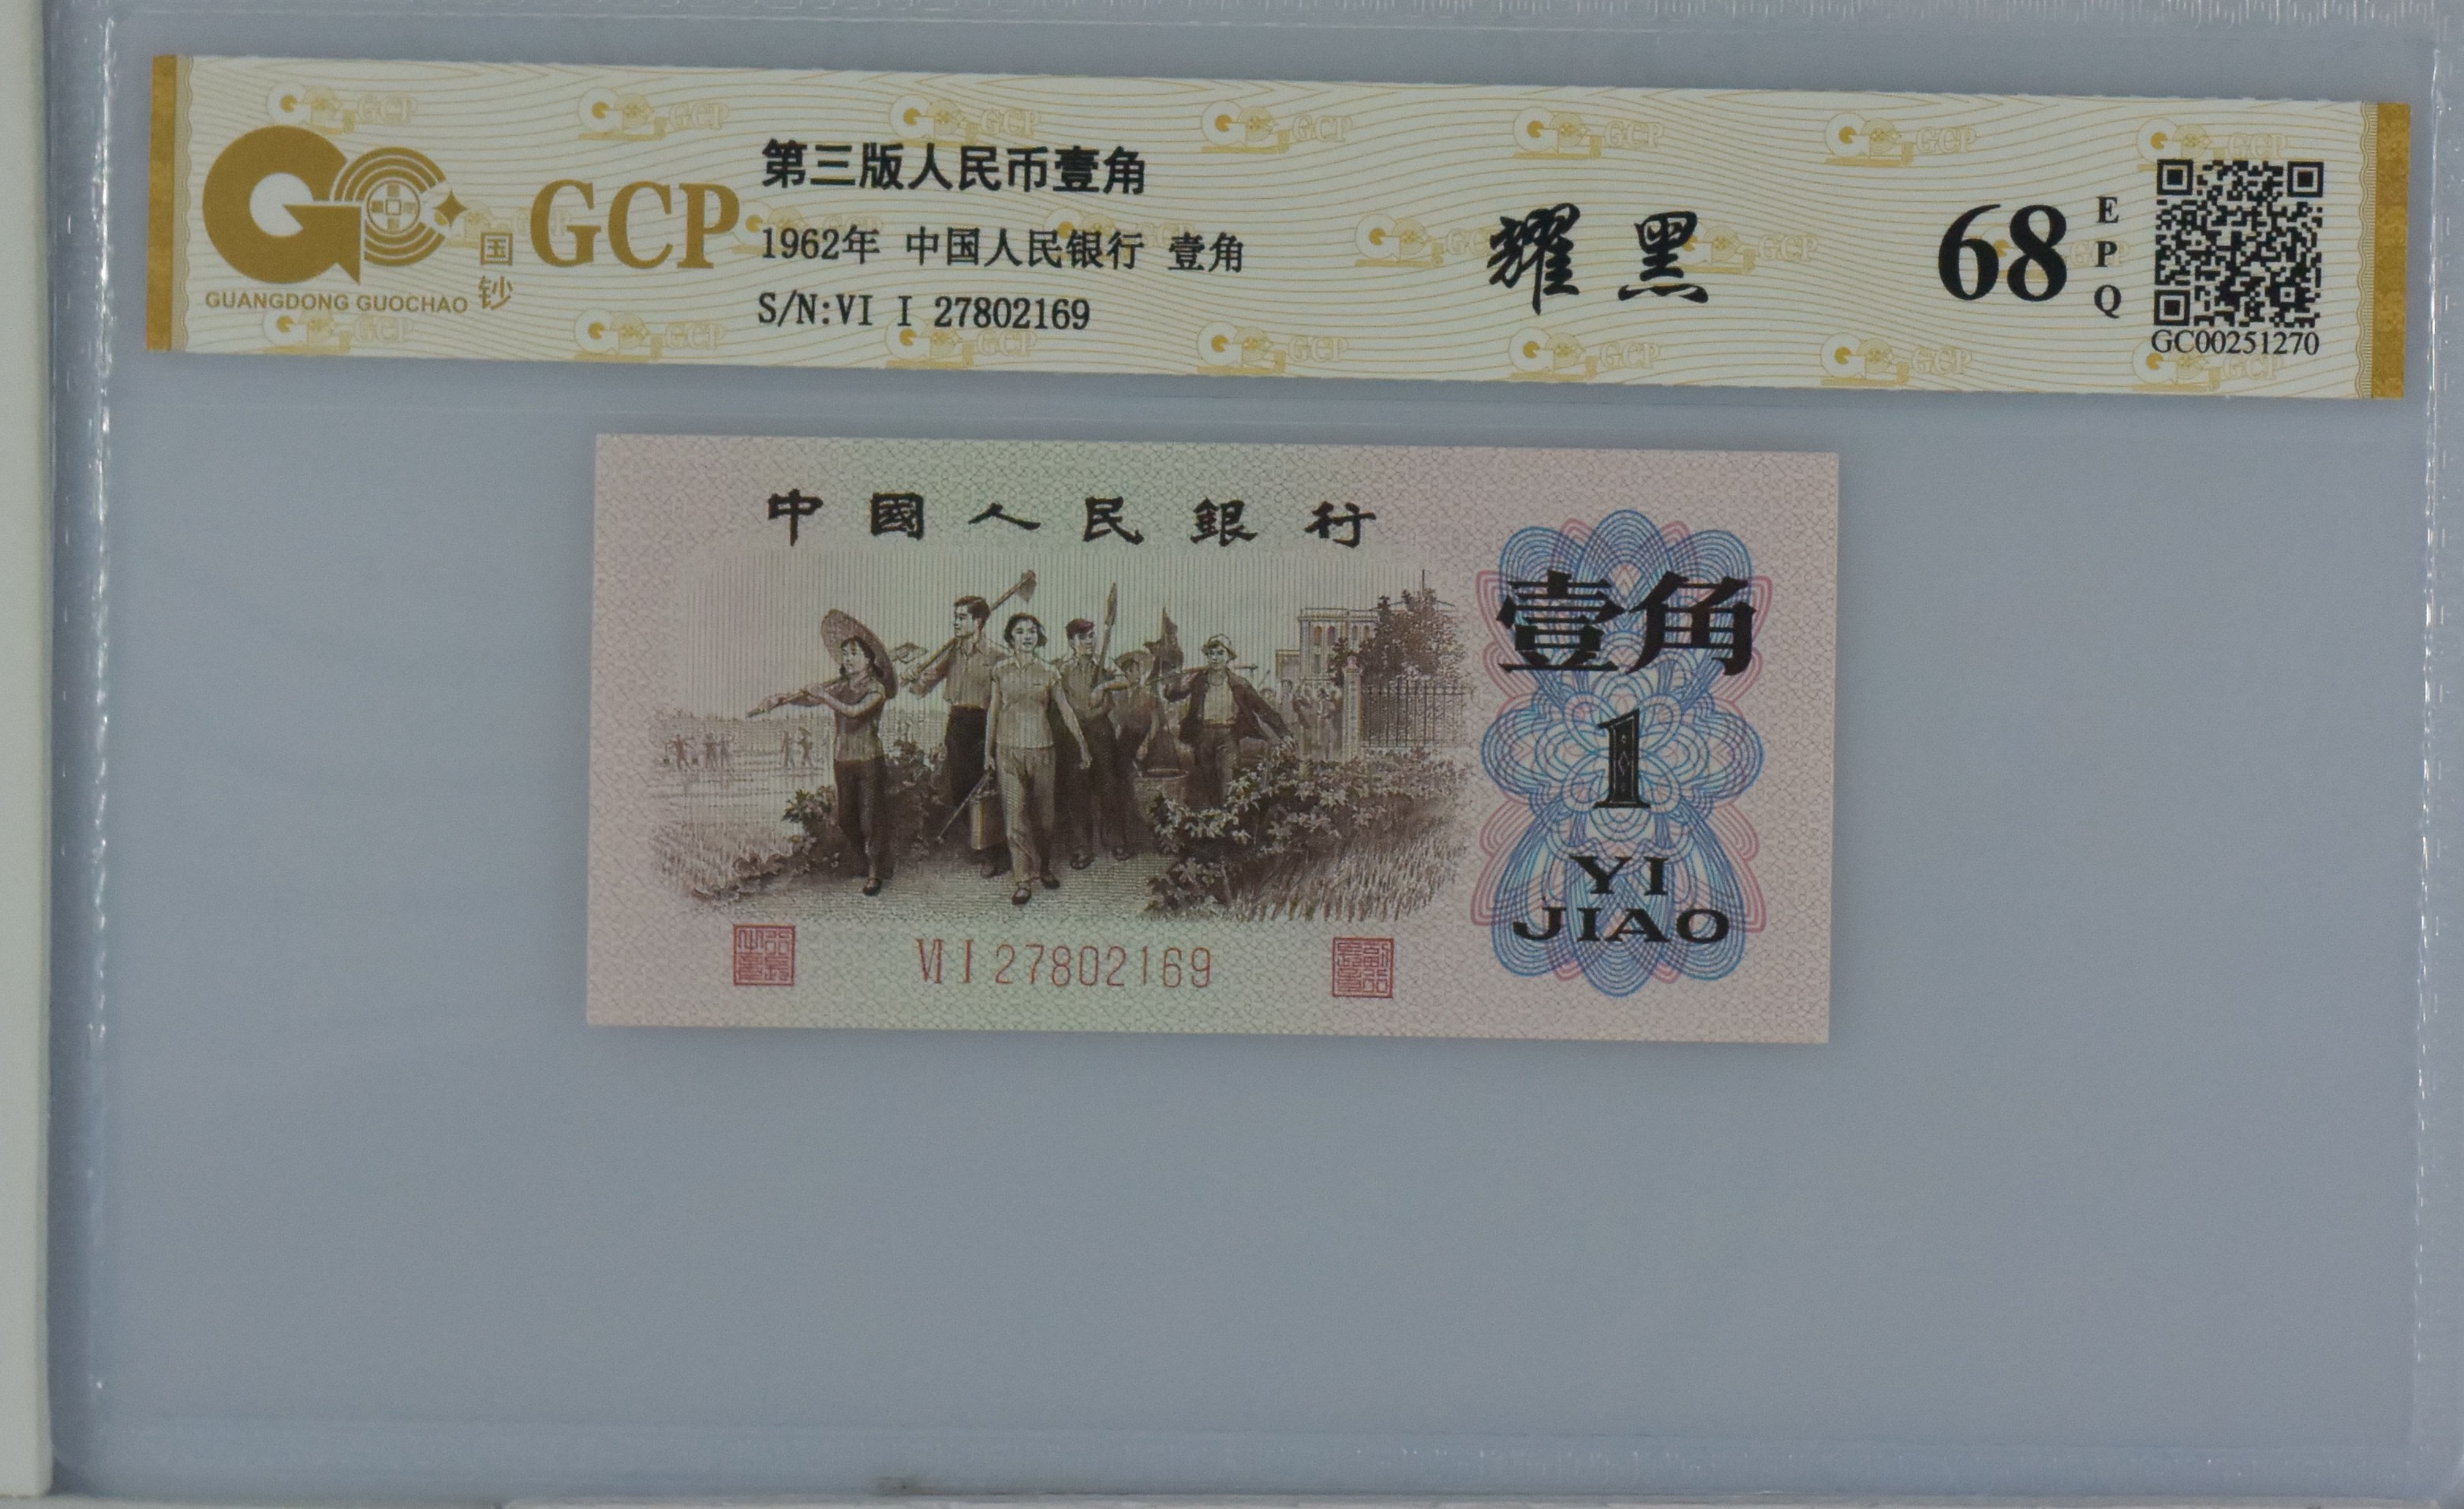 GCP
国钞
GUANGDONG GUOCHAO
第三版人民币壹角
1962年 中国人民银行 壹角
S/N:VI I 27802169
耀黑
68
EPQ
GC00251270
中國人民銀行
壹角
1
YI
JIAO
VI I 27802169